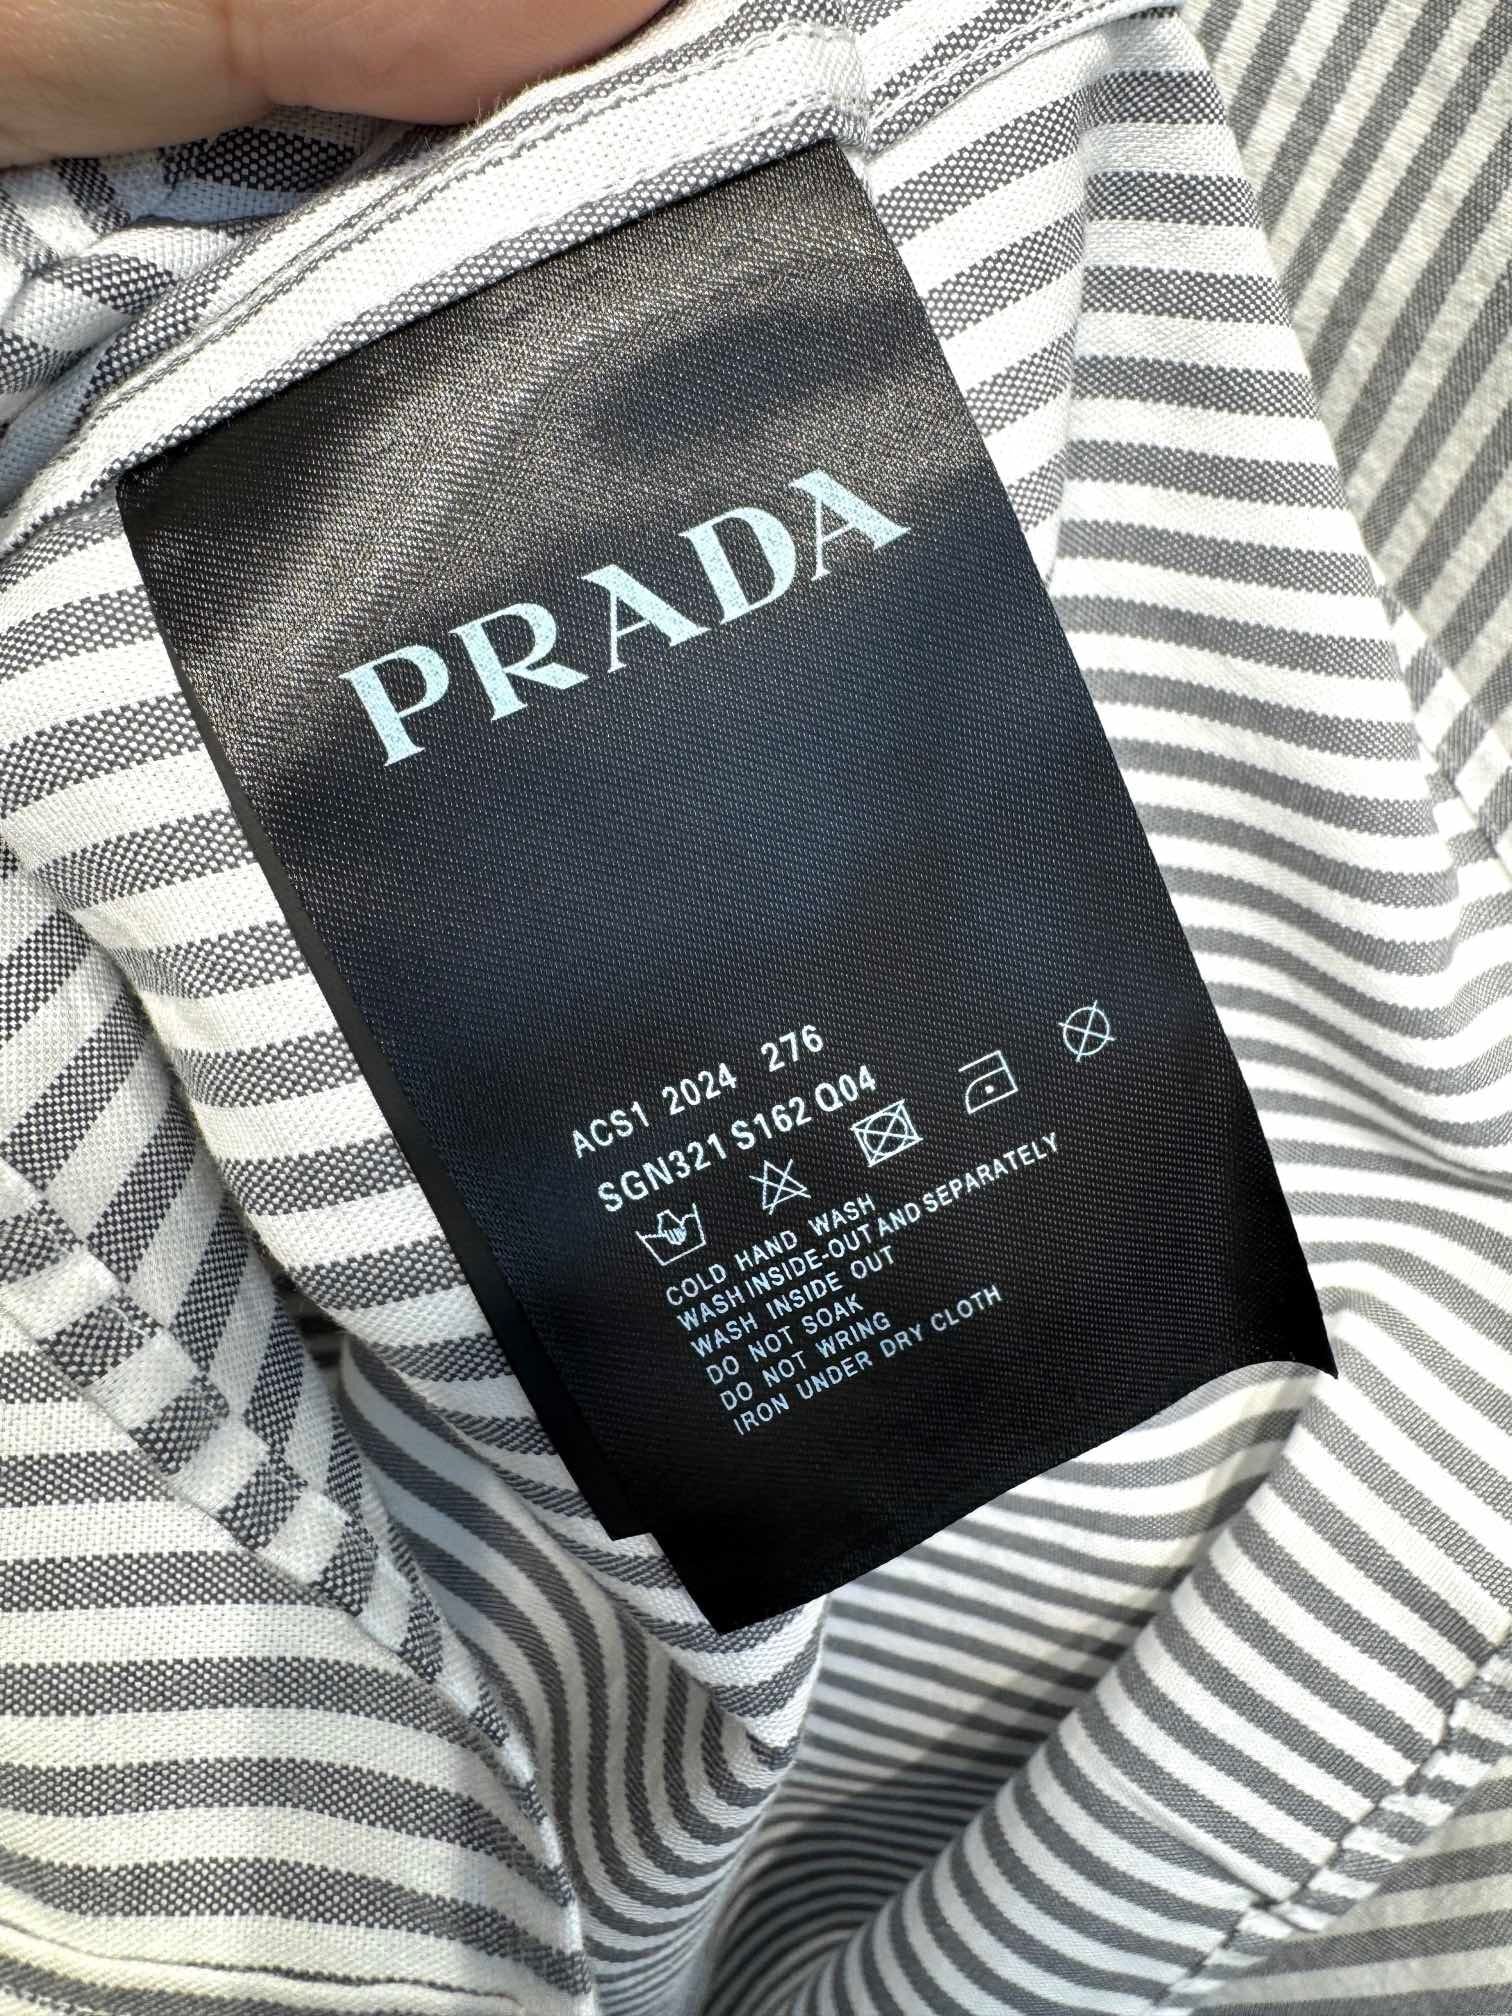 PRADA
ACS1 2024 276
SGN321 S162 Q04
COLD HAND WASH
WASH INSIDE-OUT AND SEPARATELY
WASH INSIDE OUT
DO NOT SOAK
DO NOT WRING
IRON UNDER DRY CLOTH